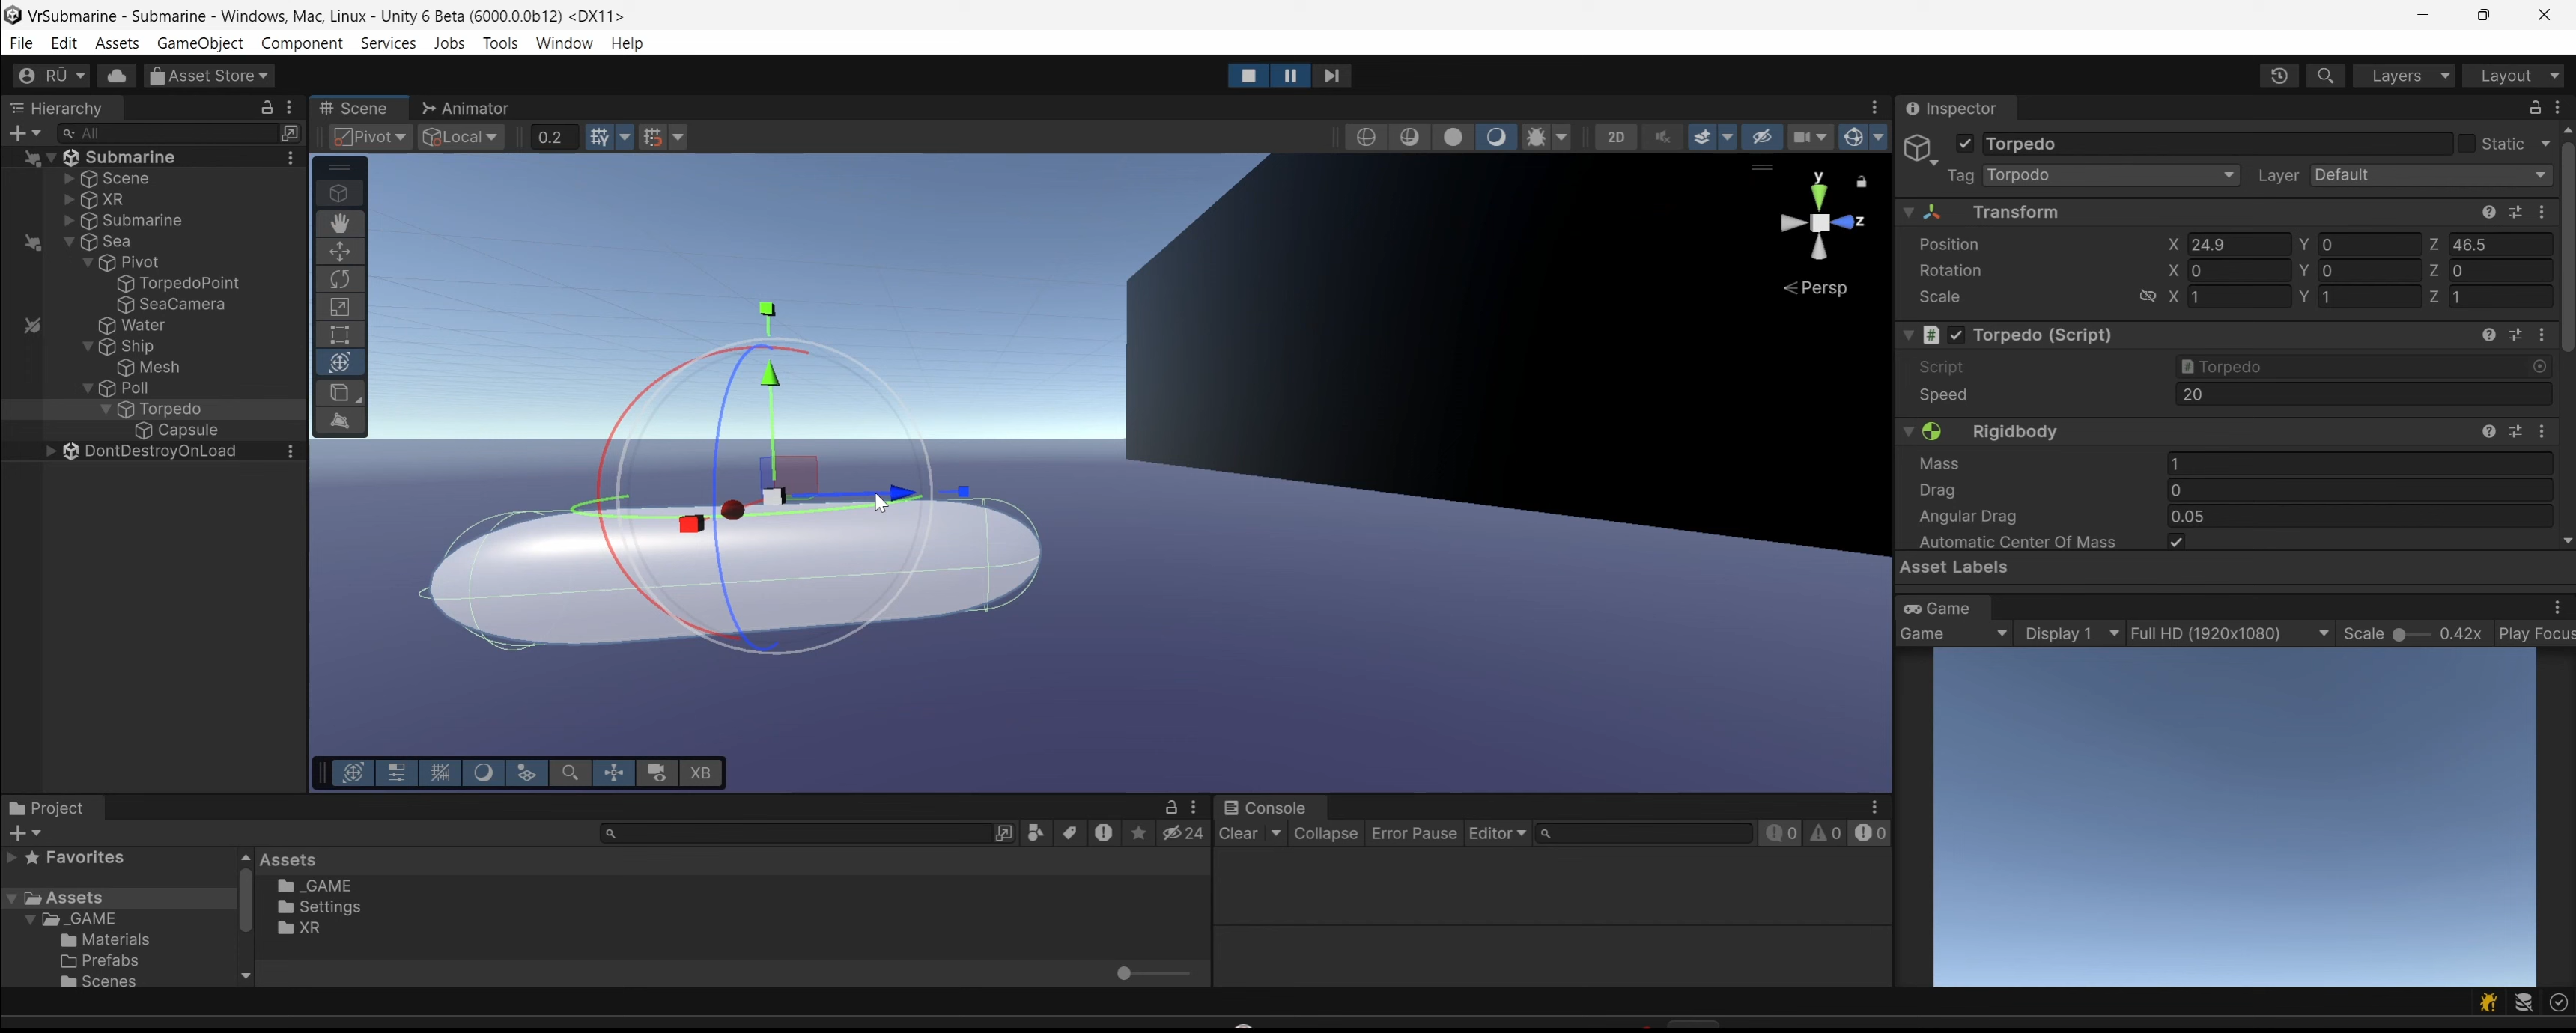 VrSubmarine - Submarine - Windows, Mac, Linux - Unity 6 Beta (6000.0.0b12) <DX11>
File Edit Assets GameObject Component Services Jobs Tools Window Help
RŪ Asset Store Layers Layout
Hierarchy
All
Submarine
Scene
XR
Submarine
Sea
Pivot
TorpedoPoint
SeaCamera
Water
Ship
Mesh
Poll
Torpedo
Capsule
DontDestroyOnLoad
Scene Animator
Pivot Local 0.2 2D
y
z
Persp
XB
Inspector
Torpedo Static
Tag Torpodo Layer Default
Transform
Position X 24.9 Y 0 Z 46.5
Rotation X 0 Y 0 Z 0
Scale X 1 Y 1 Z 1
# Torpedo (Script)
Script Torpedo
Speed 20
Rigidbody
Mass 1
Drag 0
Angular Drag 0.05
Automatic Center Of Mass
Asset Labels
Game
Game Display 1 Full HD (1920x1080) Scale 0.42x Play Focus
Project
24
Favorites
Assets
_GAME
Materials
Prefabs
Scenes
Assets
_GAME
Settings
XR
Console
Clear Collapse Error Pause Editor 0 0 0